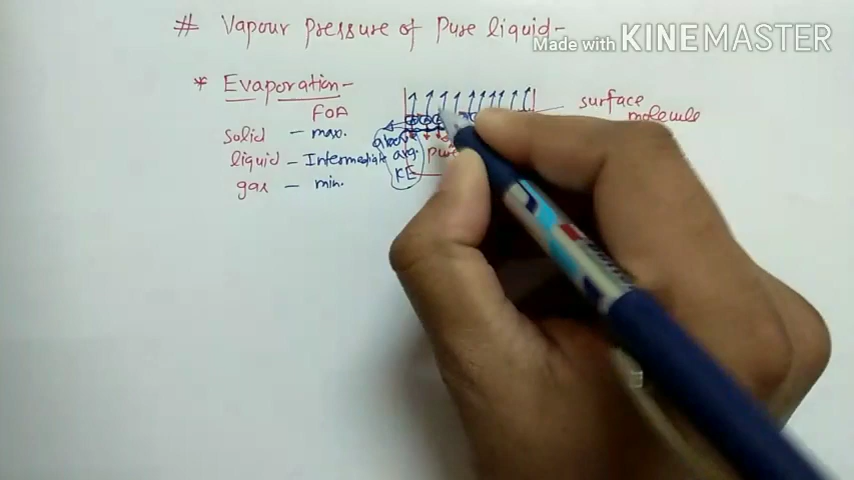 # Vapour Pressure of Pure liquid-
Made with KINEMASTER
* Evaporation-
FOA
surface
molecule
solid - max.
liquid - Intermediate
gas - min.
above
avg.
KE